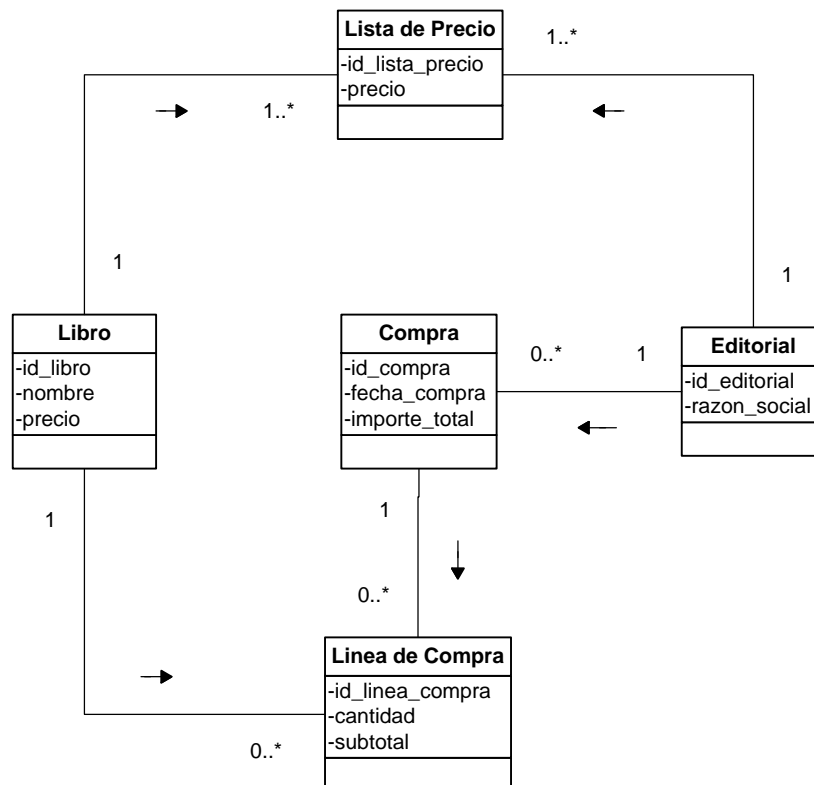 Lista de Precio
-id_lista_precio
-precio
1..*
1..*
1
1
Libro
-id_libro
-nombre
-precio
Compra
-id_compra
-fecha_compra
-importe_total
0..*
1
Editorial
-id_editorial
-razon_social
1
1
0..*
Linea de Compra
-id_linea_compra
-cantidad
-subtotal
0..*